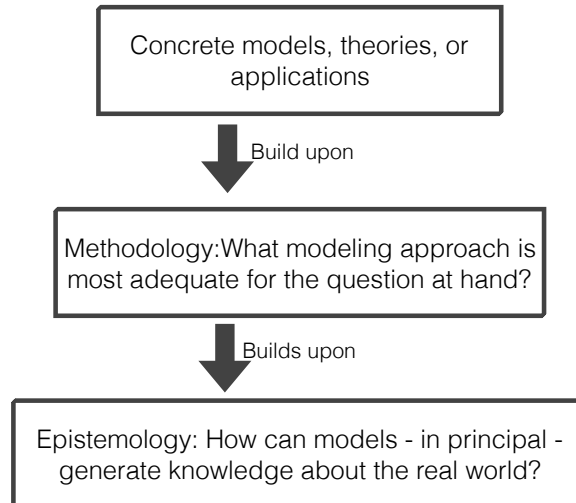 Concrete models, theories, or
applications
Build upon
Methodology:What modeling approach is
most adequate for the question at hand?
Builds upon
Epistemology: How can models - in principal -
generate knowledge about the real world?